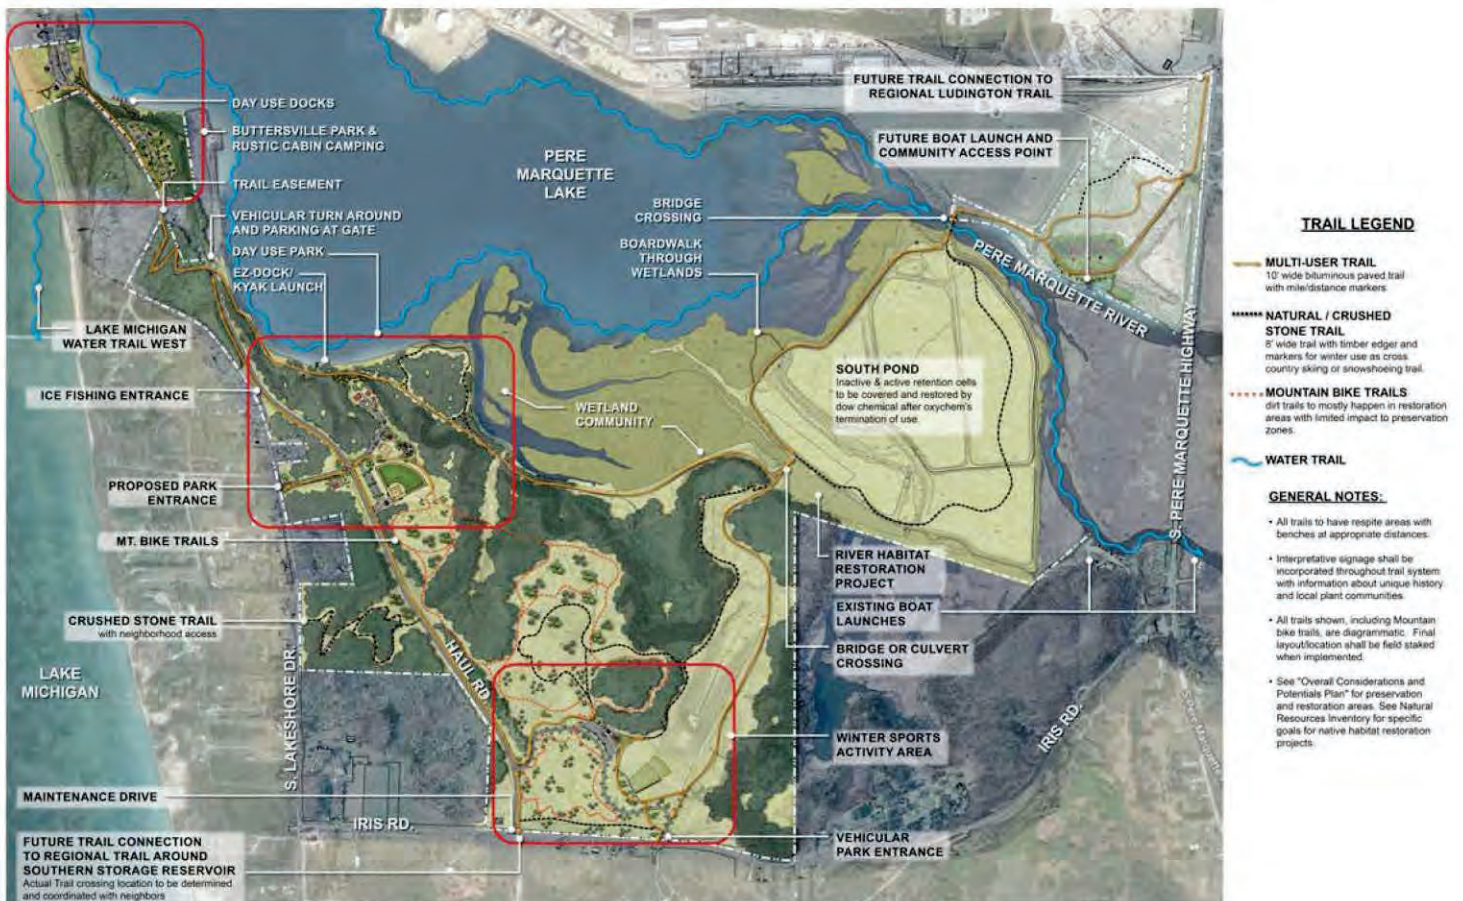 DAY USE DOCKS
BUTTERSVILLE PARK &
RUSTIC CABIN CAMPING
TRAIL EASEMENT
VEHICULAR TURN AROUND
AND PARKING AT GATE
DAY USE PARK
EZ-DOCK/
KYAK LAUNCH
LAKE MICHIGAN
WATER TRAIL WEST
ICE FISHING ENTRANCE
PROPOSED PARK
ENTRANCE
MT. BIKE TRAILS
CRUSHED STONE TRAIL
with neighborhood access
LAKE
MICHIGAN
S. LAKESHORE DR.
HAUL RD.
MAINTENANCE DRIVE
IRIS RD.
FUTURE TRAIL CONNECTION
TO REGIONAL TRAIL AROUND
SOUTHERN STORAGE RESERVOIR
Actual Trail crossing location to be determined
and coordinated with neighbors
PERE
MARQUETTE
LAKE
BRIDGE
CROSSING
BOARDWALK
THROUGH
WETLANDS
WETLAND
COMMUNITY
SOUTH POND
Inactive & active retention cells
to be covered and restored by
dow chemical after oxychem's
termination of use
FUTURE TRAIL CONNECTION TO
REGIONAL LUDINGTON TRAIL
FUTURE BOAT LAUNCH AND
COMMUNITY ACCESS POINT
PERE MARQUETTE RIVER
S. PERE MARQUETTE HIGHWAY
RIVER HABITAT
RESTORATION
PROJECT
EXISTING BOAT
LAUNCHES
BRIDGE OR CULVERT
CROSSING
WINTER SPORTS
ACTIVITY AREA
VEHICULAR
PARK ENTRANCE
IRIS RD.
S Pere Marquette
TRAIL LEGEND
MULTI-USER TRAIL
10' wide bituminous paved trail
with mile/distance markers
NATURAL / CRUSHED
STONE TRAIL
8' wide trail with timber edger and
markers for winter use as cross
country skiing or snowshoeing trail.
MOUNTAIN BIKE TRAILS
dirt trails to mostly happen in restoration
areas with limited impact to preservation
zones.
WATER TRAIL
GENERAL NOTES:
• All trails to have respite areas with
benches at appropriate distances.
• Interpretative signage shall be
incorporated throughout trail system
with information about unique history
and local plant communities
• All trails shown, including Mountain
bike trails, are diagrammatic. Final
layout/location shall be field staked
when implemented.
• See "Overall Considerations and
Potentials Plan" for preservation
and restoration areas. See Natural
Resources Inventory for specific
goals for native habitat restoration
projects.